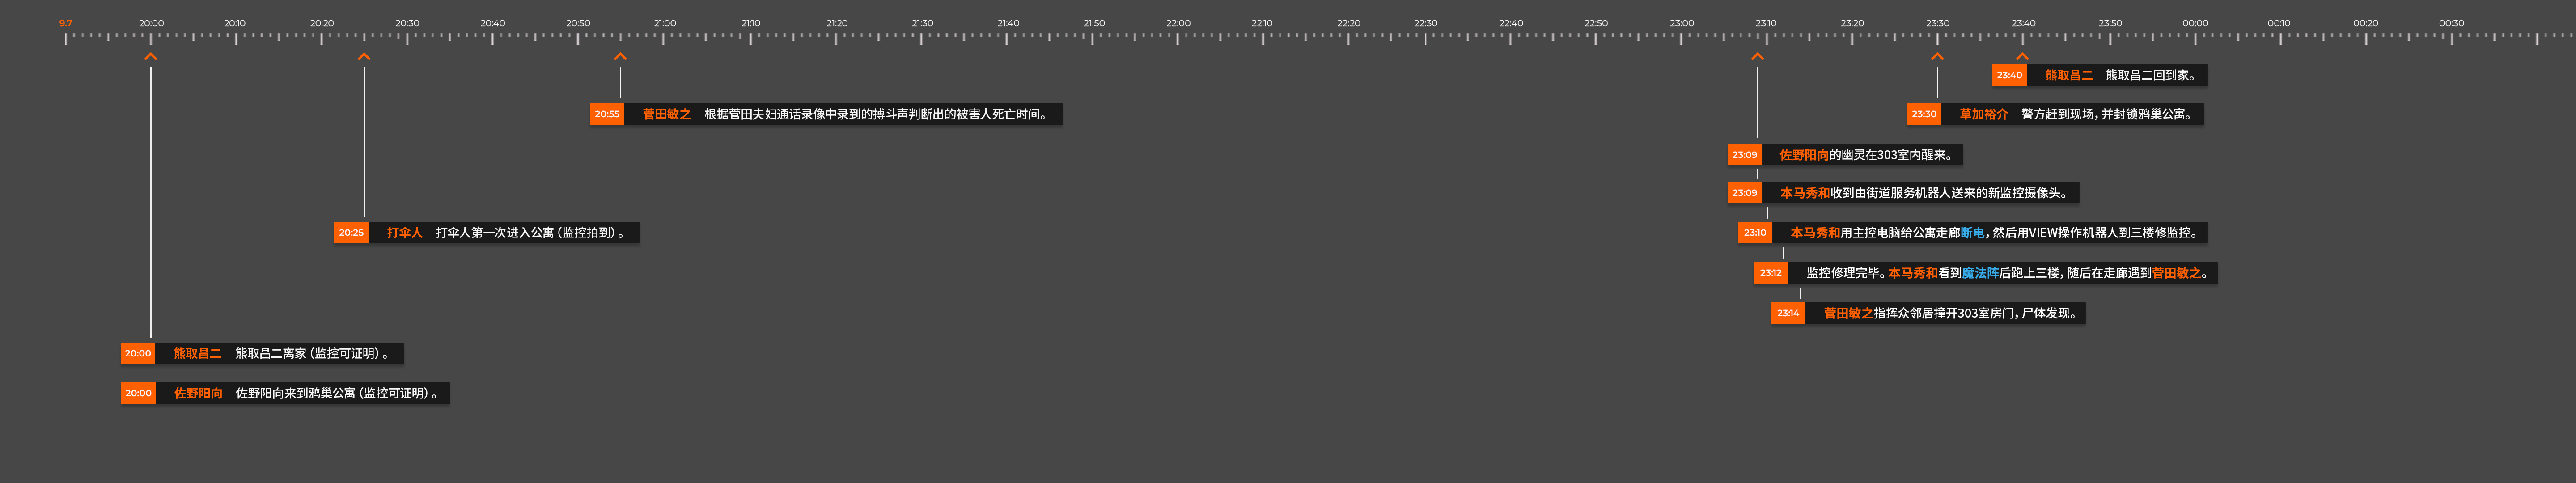 9.7 20:00 20:10 20:20 20:30 20:40 20:50 21:00 21:10 21:20 21:30 21:40 21:50 22:00 22:10 22:20 22:30 22:40 22:50 23:00 23:10 23:20 23:30 23:40 23:50 00:00 00:10 00:20 00:30
23:40 熊取昌二 熊取昌二回到家。
20:55 菅田敏之 根据菅田夫妇通话录像中录到的搏斗声判断出的被害人死亡时间。
23:30 草加裕介 警方赶到现场，并封锁鸦巢公寓。
23:09 佐野阳向的幽灵在303室内醒来。
23:09 本马秀和收到由街道服务机器人送来的新监控摄像头。
20:25 打伞人 打伞人第一次进入公寓（监控拍到）。
23:10 本马秀和用主控电脑给公寓走廊断电，然后用VIEW操作机器人到三楼修监控。
23:12 监控修理完毕。本马秀和看到魔法阵后跑上三楼，随后在走廊遇到菅田敏之。
23:14 菅田敏之指挥众邻居撞开303室房门，尸体发现。
20:00 熊取昌二 熊取昌二离家（监控可证明）。
20:00 佐野阳向 佐野阳向来到鸦巢公寓（监控可证明）。